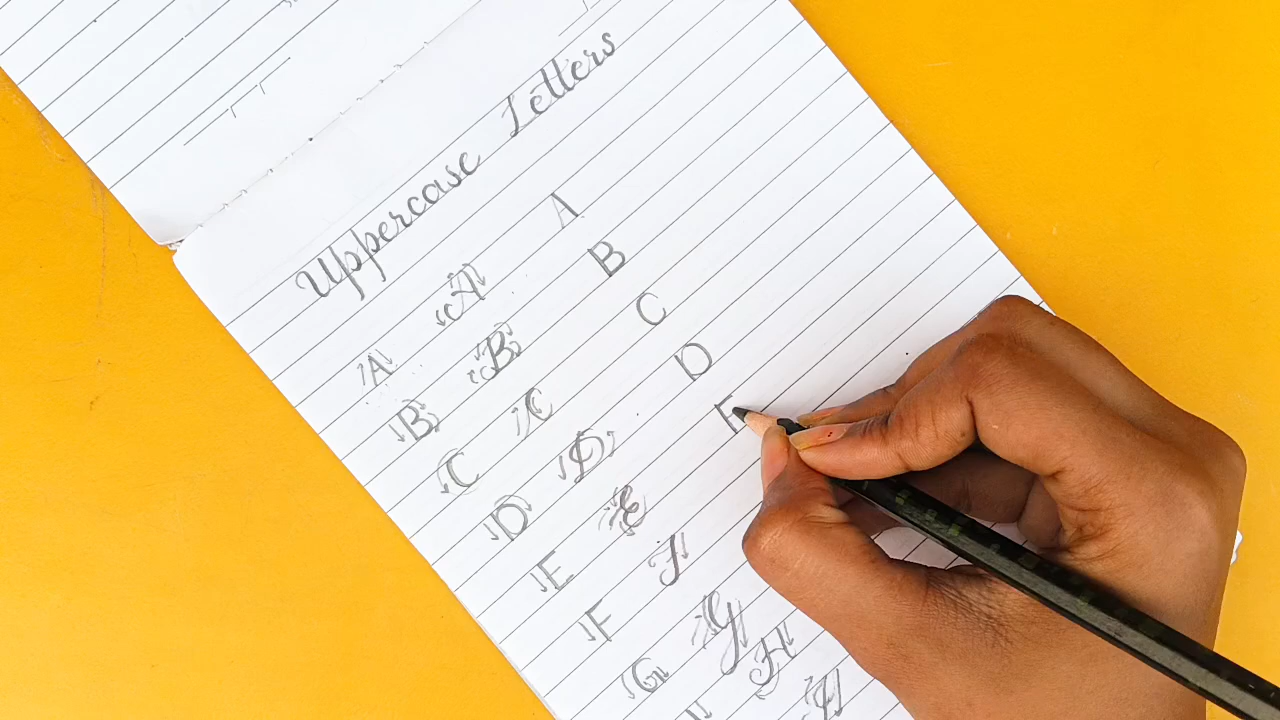 Uppercase Letters
A A A
B B B
C C C
D D D
E E F
F F
G G
H